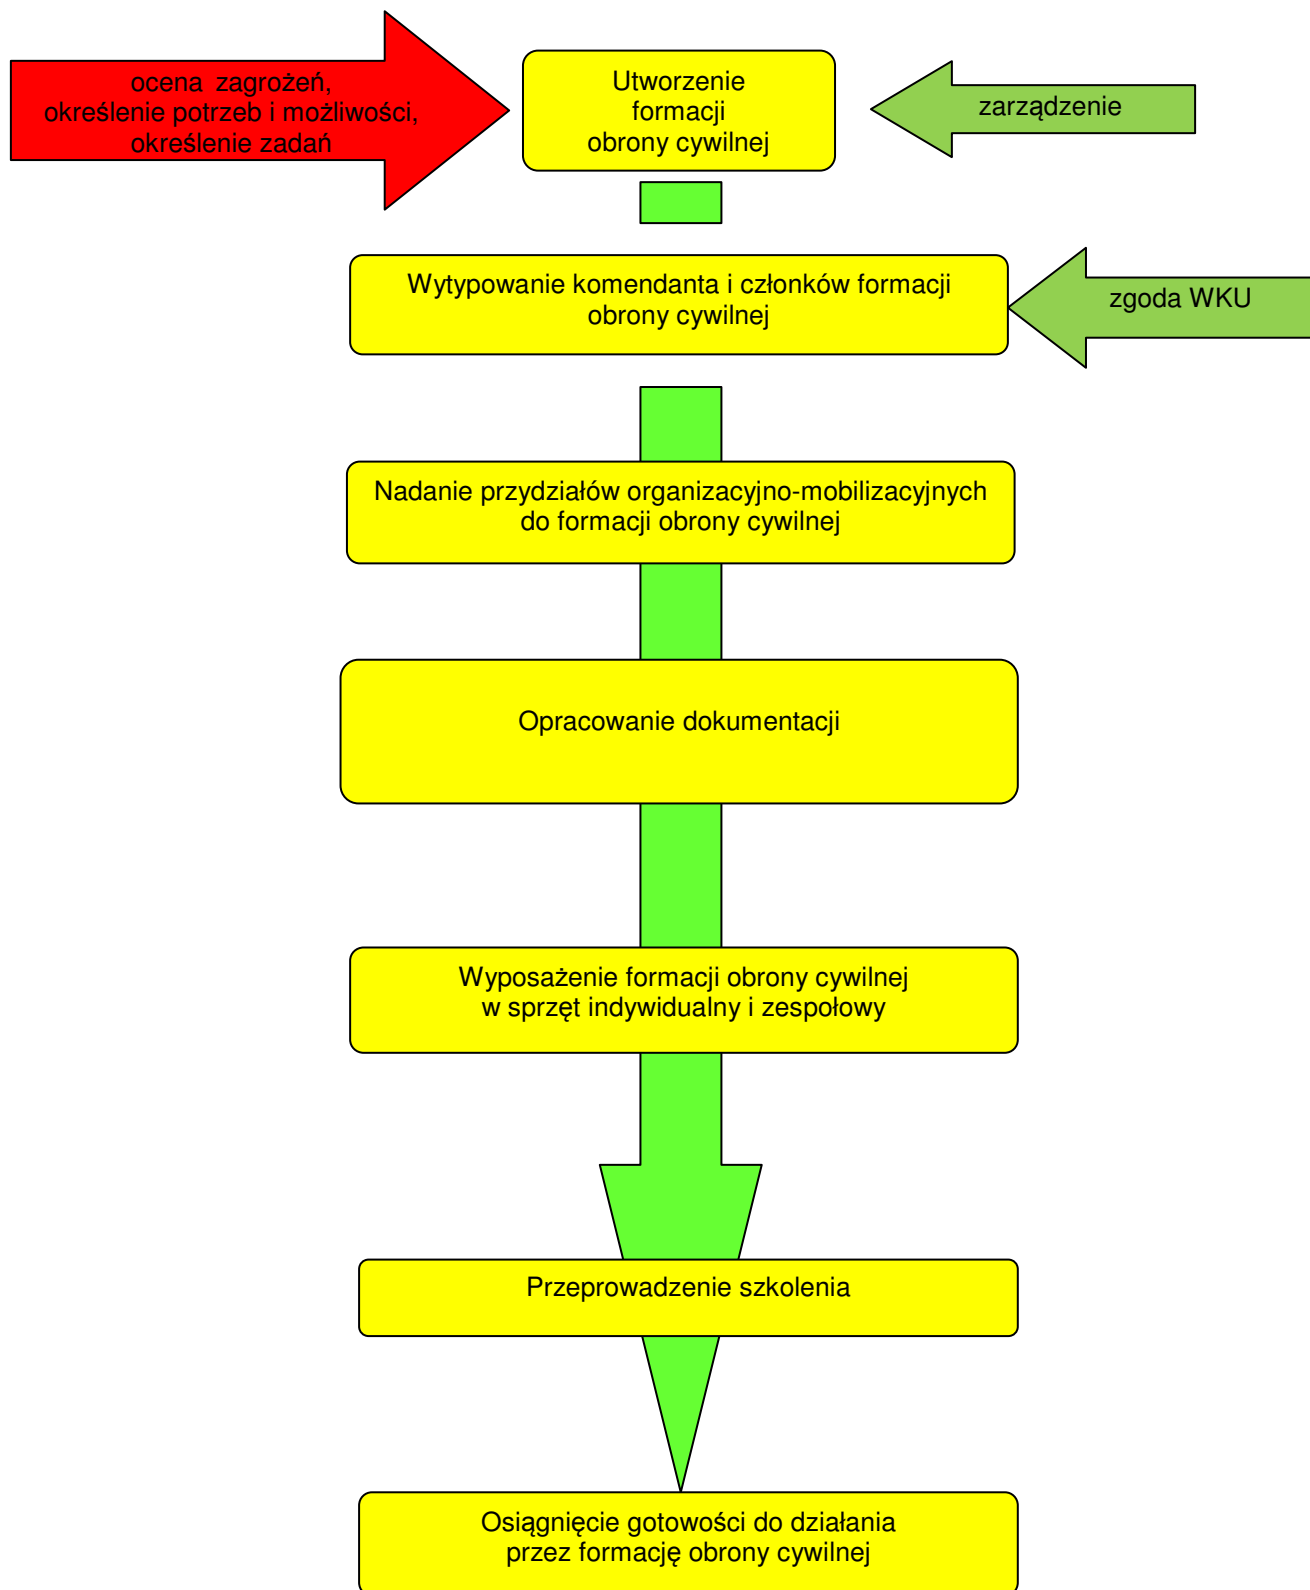 ocena zagrożeń,
określenie potrzeb i możliwości,
określenie zadań
Utworzenie
formacji
obrony cywilnej
zarządzenie
Wytypowanie komendanta i członków formacji
obrony cywilnej
zgoda WKU
Nadanie przydziałów organizacyjno-mobilizacyjnych
do formacji obrony cywilnej
Opracowanie dokumentacji
Wyposażenie formacji obrony cywilnej
w sprzęt indywidualny i zespołowy
Przeprowadzenie szkolenia
Osiągnięcie gotowości do działania
przez formację obrony cywilnej